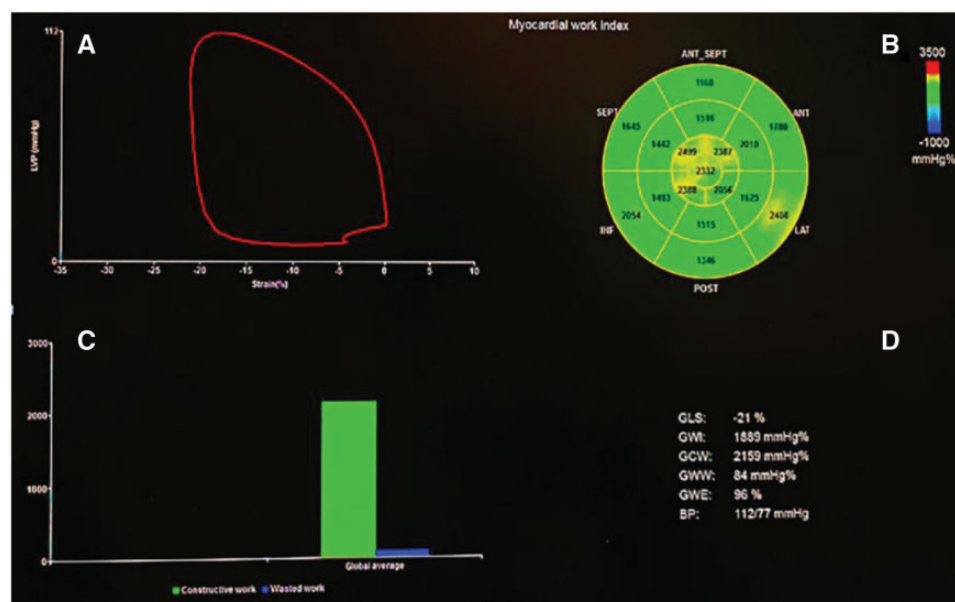 Myocardial work index
A
112
LVP (mmHg)
0
-35 -30 -25 -20 -15 -10 -5 0 5 10
Strain(%)
B
ANT_SEPT
SEPT
ANT
INF
LAT
POST
1168
1645
1516
1780
1442
2499
2387
2010
2332
2388
2056
1493
1625
2054
2408
1515
1346
3500
-1000
mmHg%
C
3000
2000
1000
0
Global average
Constructive work Wasted work
D
GLS: -21 %
GWI: 1889 mmHg%
GCW: 2159 mmHg%
GWW: 84 mmHg%
GWE: 96 %
BP: 112/77 mmHg